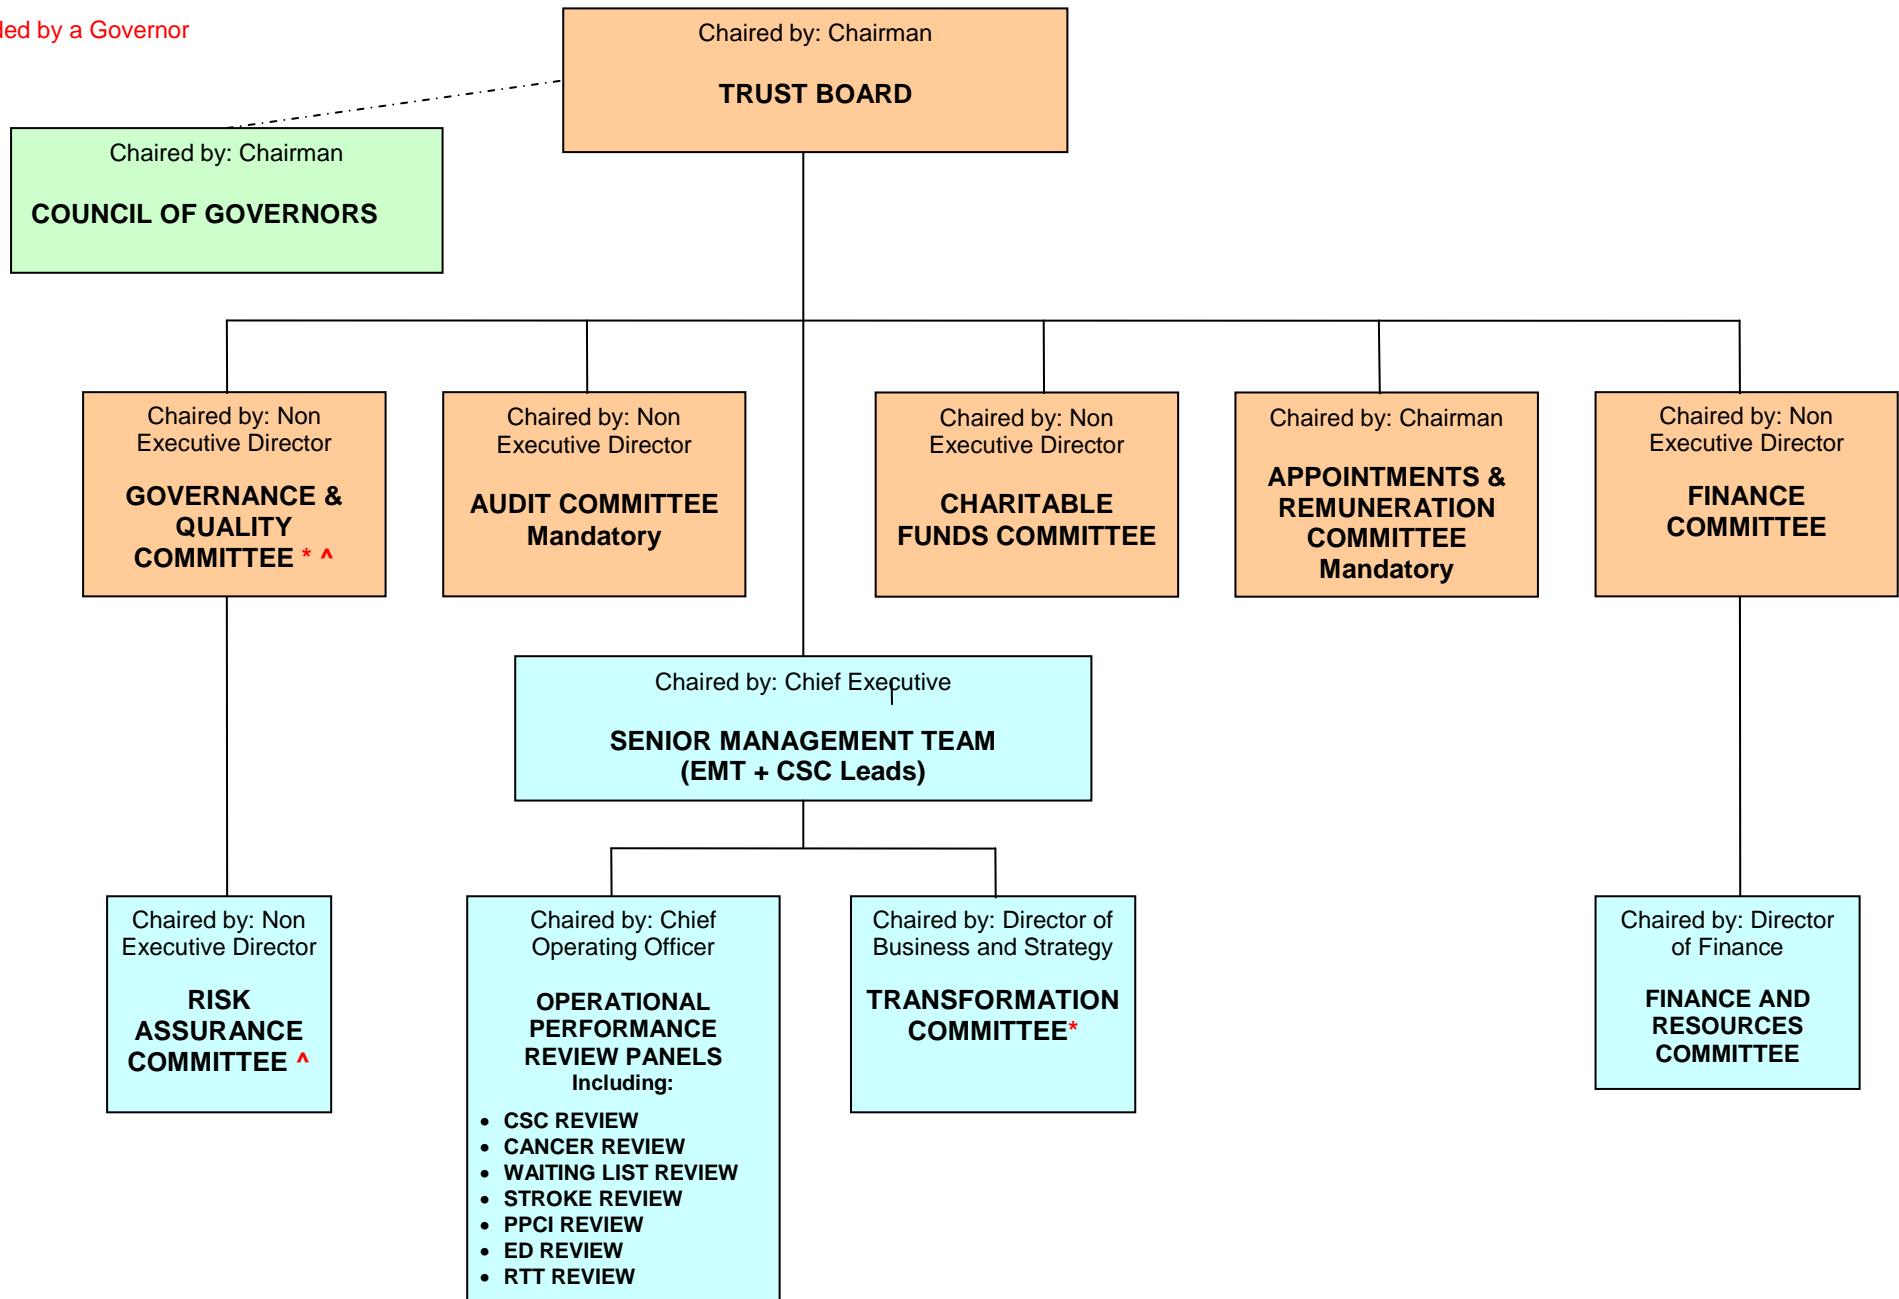 ded by a Governor
Chaired by: Chairman
TRUST BOARD
Chaired by: Chairman
COUNCIL OF GOVERNORS
Chaired by: Non
Executive Director
GOVERNANCE &
QUALITY
COMMITTEE * ^
Chaired by: Non
Executive Director
AUDIT COMMITTEE
Mandatory
Chaired by: Non
Executive Director
CHARITABLE
FUNDS COMMITTEE
Chaired by: Chairman
APPOINTMENTS &
REMUNERATION
COMMITTEE
Mandatory
Chaired by: Non
Executive Director
FINANCE
COMMITTEE
Chaired by: Chief Executive
SENIOR MANAGEMENT TEAM
(EMT + CSC Leads)
Chaired by: Non
Executive Director
RISK
ASSURANCE
COMMITTEE ^
Chaired by: Chief
Operating Officer
OPERATIONAL
PERFORMANCE
REVIEW PANELS
Including:
• CSC REVIEW
• CANCER REVIEW
• WAITING LIST REVIEW
• STROKE REVIEW
• PPCI REVIEW
• ED REVIEW
• RTT REVIEW
Chaired by: Director of
Business and Strategy
TRANSFORMATION
COMMITTEE*
Chaired by: Director
of Finance
FINANCE AND
RESOURCES
COMMITTEE